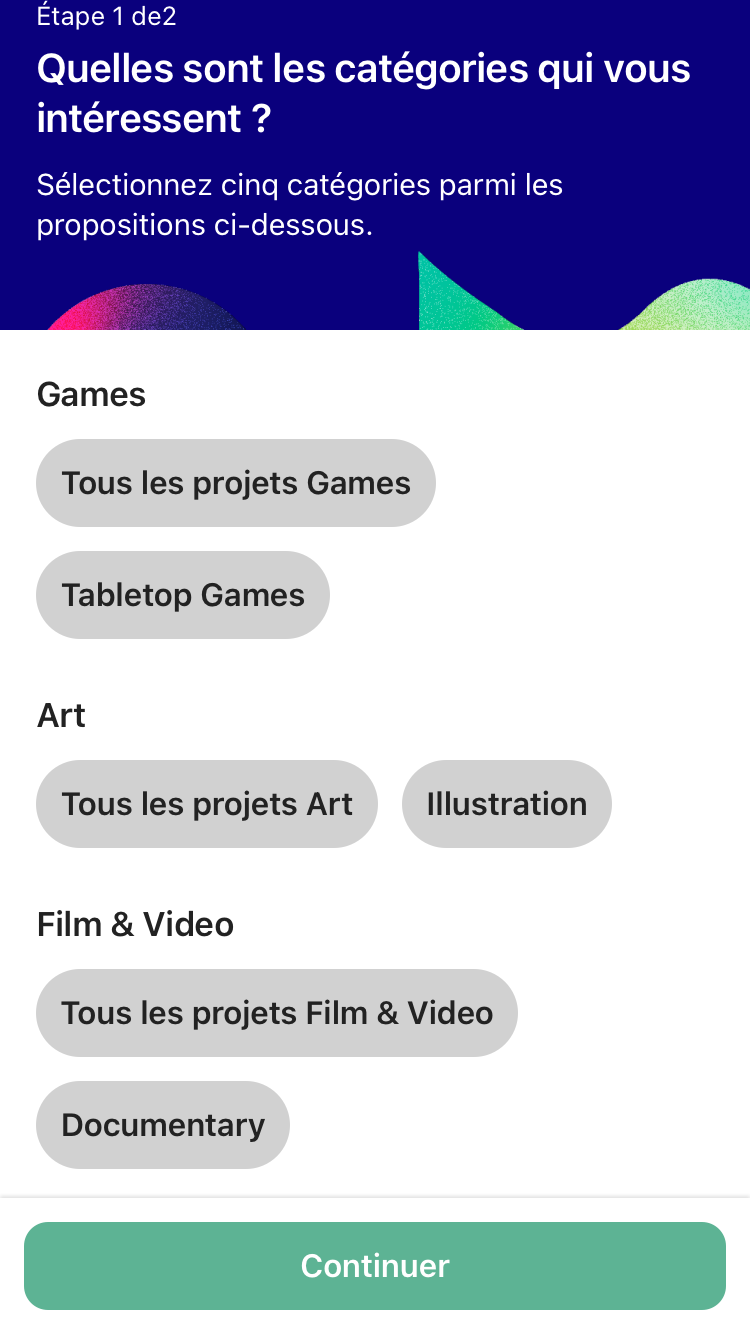 Étape 1 de2
Quelles sont les catégories qui vous
intéressent ?
Sélectionnez cinq catégories parmi les
propositions ci-dessous.
Games
Tous les projets Games
Tabletop Games
Art
Tous les projets Art
Illustration
Film & Video
Tous les projets Film & Video
Documentary
Continuer